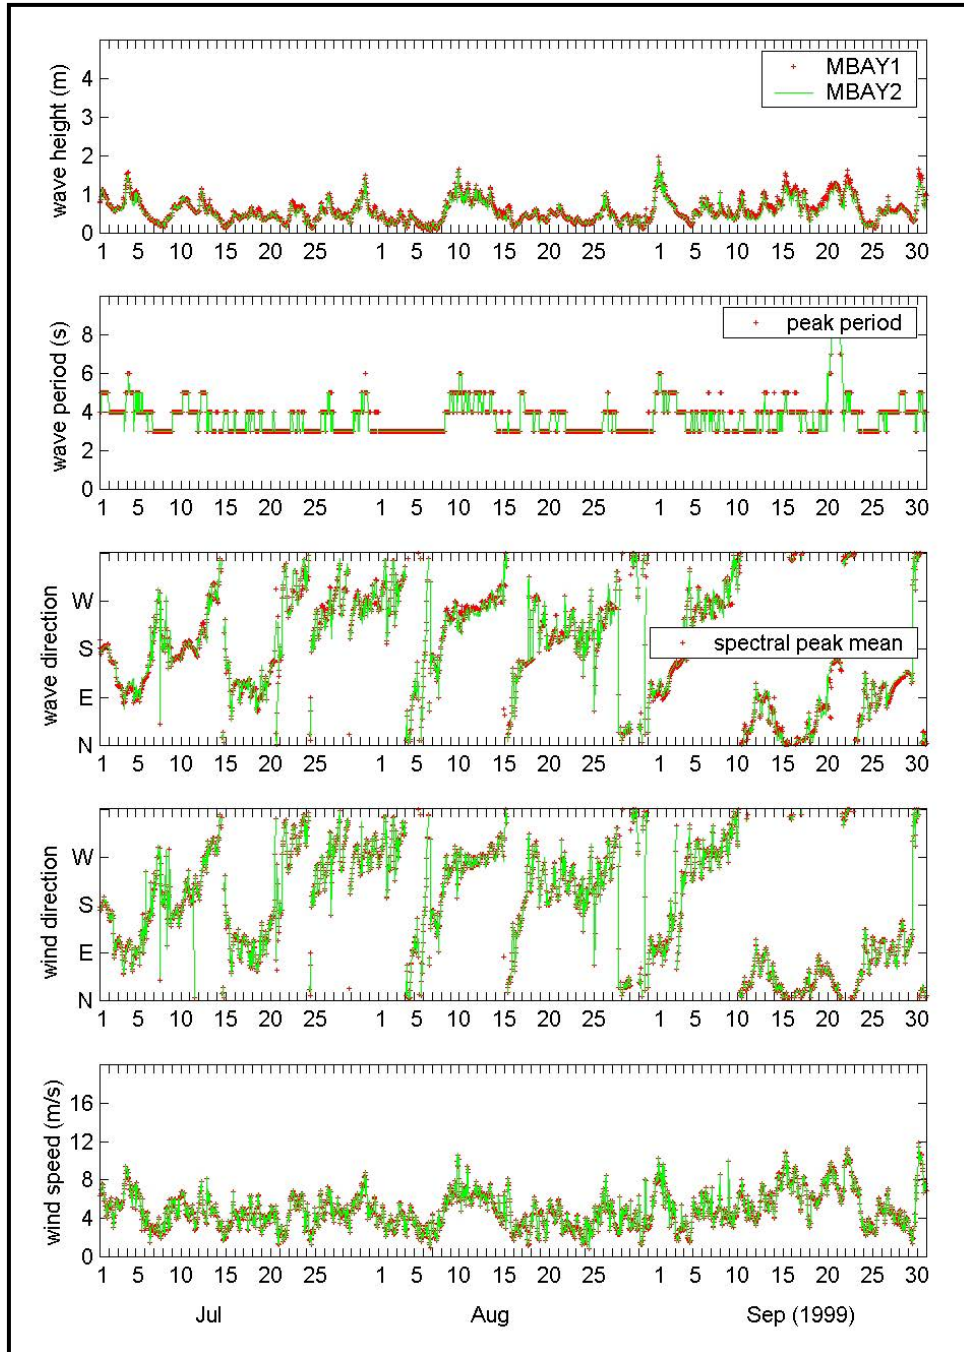 wave height (m)
4
3
2
1
0
MBAY1
MBAY2
1 5 10 15 20 25 1 5 10 15 20 25 1 5 10 15 20 25 30
wave period (s)
8
6
4
2
0
peak period
1 5 10 15 20 25 1 5 10 15 20 25 1 5 10 15 20 25 30
wave direction
W
S
E
N
spectral peak mean
1 5 10 15 20 25 1 5 10 15 20 25 1 5 10 15 20 25 30
wind direction
W
S
E
N
1 5 10 15 20 25 1 5 10 15 20 25 1 5 10 15 20 25 30
wind speed (m/s)
16
12
8
4
0
1 5 10 15 20 25 1 5 10 15 20 25 1 5 10 15 20 25 30
Jul Aug Sep (1999)